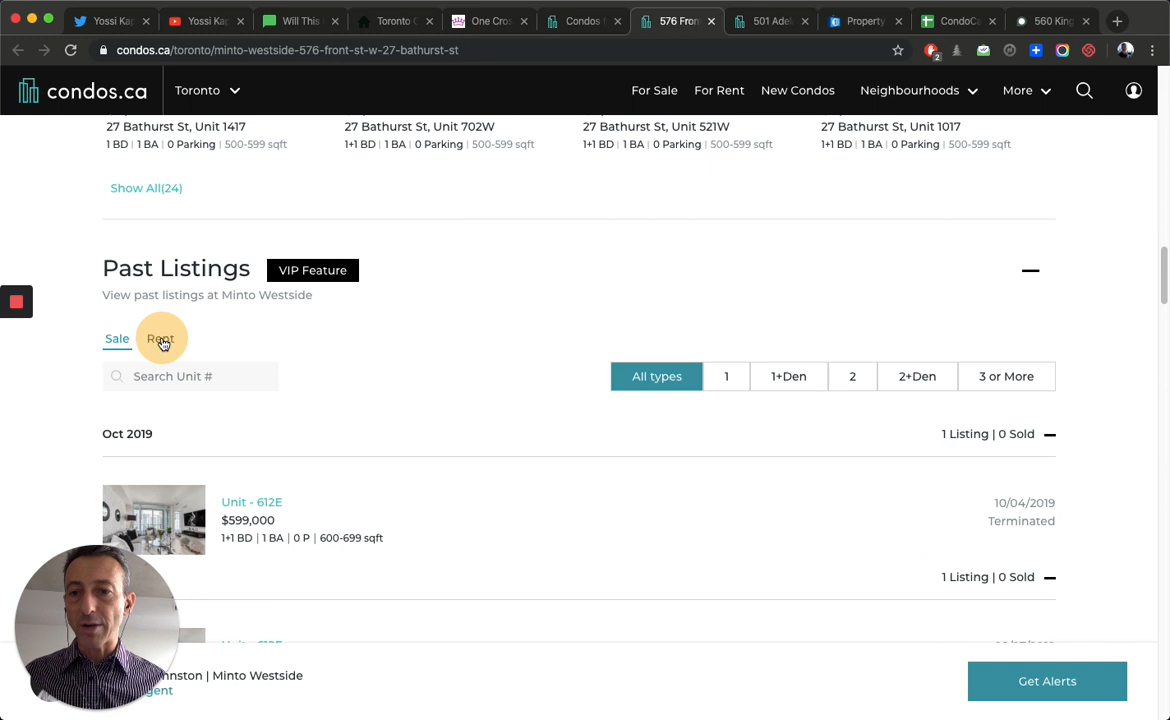 Yossi Kap
Yossi Kap
Will This
Toronto C
One Cros
Condos f
576 Fron
501 Adel
Property
CondoCa
560 King
condos.ca/toronto/minto-westside-576-front-st-w-27-bathurst-st
2
condos.ca
Toronto
For Sale
For Rent
New Condos
Neighbourhoods
More
27 Bathurst St, Unit 1417
27 Bathurst St, Unit 702W
27 Bathurst St, Unit 521W
27 Bathurst St, Unit 1017
1 BD | 1 BA | 0 Parking | 500-599 sqft
1+1 BD | 1 BA | 0 Parking | 500-599 sqft
1+1 BD | 1 BA | 0 Parking | 500-599 sqft
1+1 BD | 1 BA | 0 Parking | 500-599 sqft
Show All(24)
Past Listings
VIP Feature
View past listings at Minto Westside
Sale
Rent
Search Unit #
All types
1
1+Den
2
2+Den
3 or More
Oct 2019
1 Listing | 0 Sold
Unit - 612E
$599,000
1+1 BD | 1 BA | 0 P | 600-699 sqft
10/04/2019
Terminated
1 Listing | 0 Sold
hnston | Minto Westside
gent
Get Alerts